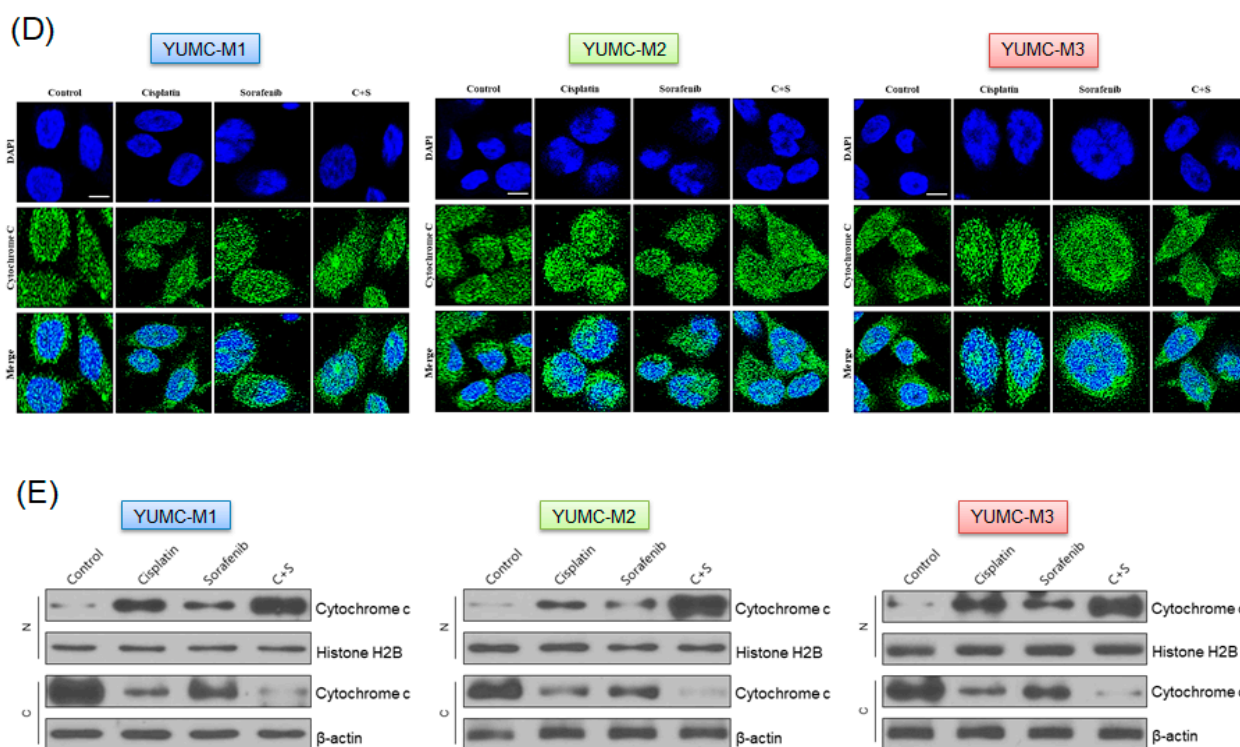 (D)
YUMC-M1
YUMC-M2
YUMC-M3
Control Cisplatin Sorafenib C+S
Control Cisplatin Sorafenib C+S
Control Cisplatin Sorafenib C+S
DAPI
DAPI
DAPI
Cytochrome C
Cytochrome C
Cytochrome C
Merge
Merge
Merge
(E)
YUMC-M1
YUMC-M2
YUMC-M3
Control Cisplatin Sorafenib C+S
Control Cisplatin Sorafenib C+S
Control Cisplatin Sorafenib C+S
N Cytochrome c
N Cytochrome c
N Cytochrome c
Histone H2B
Histone H2B
Histone H2B
C Cytochrome c
C Cytochrome c
C Cytochrome c
β-actin
β-actin
β-actin